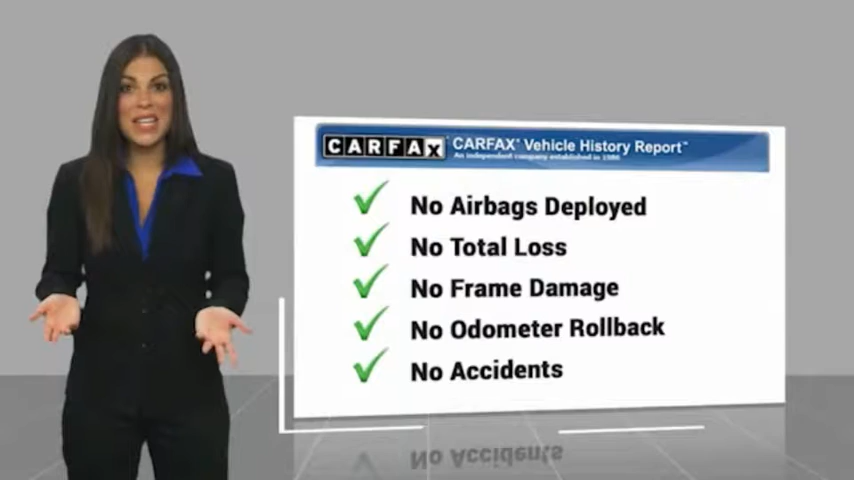 CARFAX CARFAX® Vehicle History Report™
An independent company established in 1986
No Airbags Deployed
No Total Loss
No Frame Damage
No Odometer Rollback
No Accidents
No Accidents